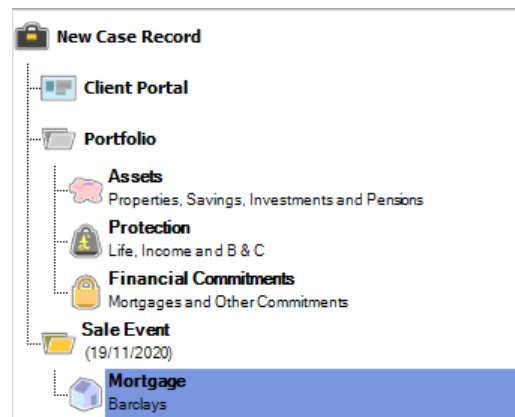 New Case Record
Client Portal
Portfolio
Assets
Properties, Savings, Investments and Pensions
Protection
Life, Income and B & C
Financial Commitments
Mortgages and Other Commitments
Sale Event
(19/11/2020)
Mortgage
Barclays